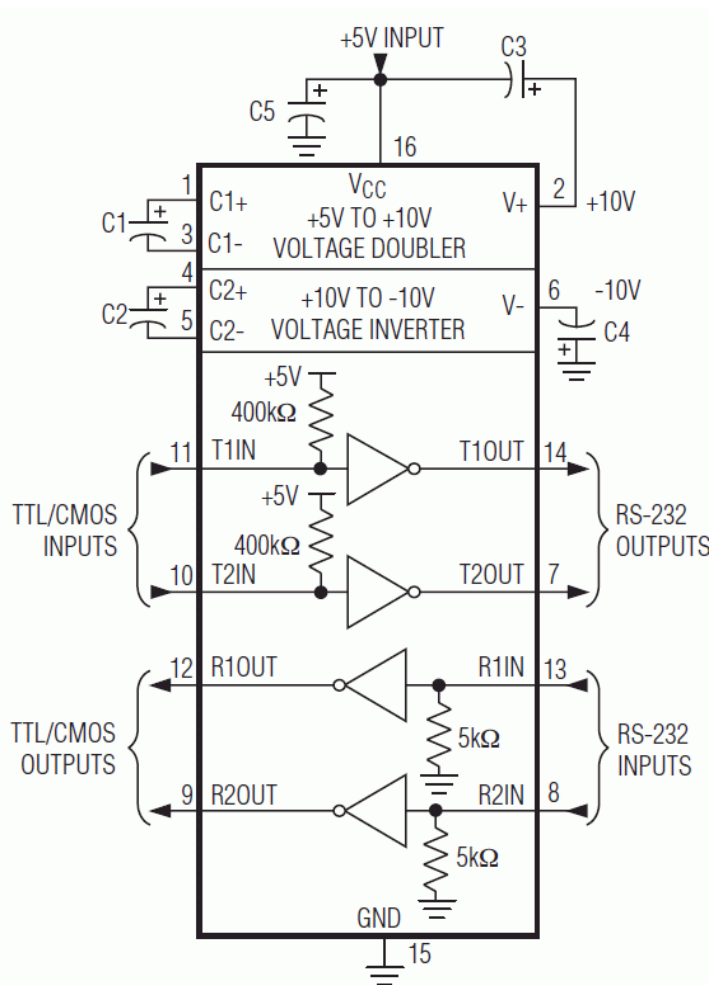 +5V INPUT
C3
+
+
C5
16
1
C1+
VCC
V+
2
+10V
+
C1
+5V TO +10V
3
C1-
VOLTAGE DOUBLER
4
C2+
+10V TO -10V
V-
6
-10V
+
C2
5
C2-
VOLTAGE INVERTER
C4
+
+5V
400kΩ
11
T1IN
T1OUT
14
+5V
TTL/CMOS
INPUTS
RS-232
OUTPUTS
400kΩ
10
T2IN
T2OUT
7
12
R1OUT
R1IN
13
TTL/CMOS
OUTPUTS
5kΩ
RS-232
INPUTS
9
R2OUT
R2IN
8
5kΩ
GND
15